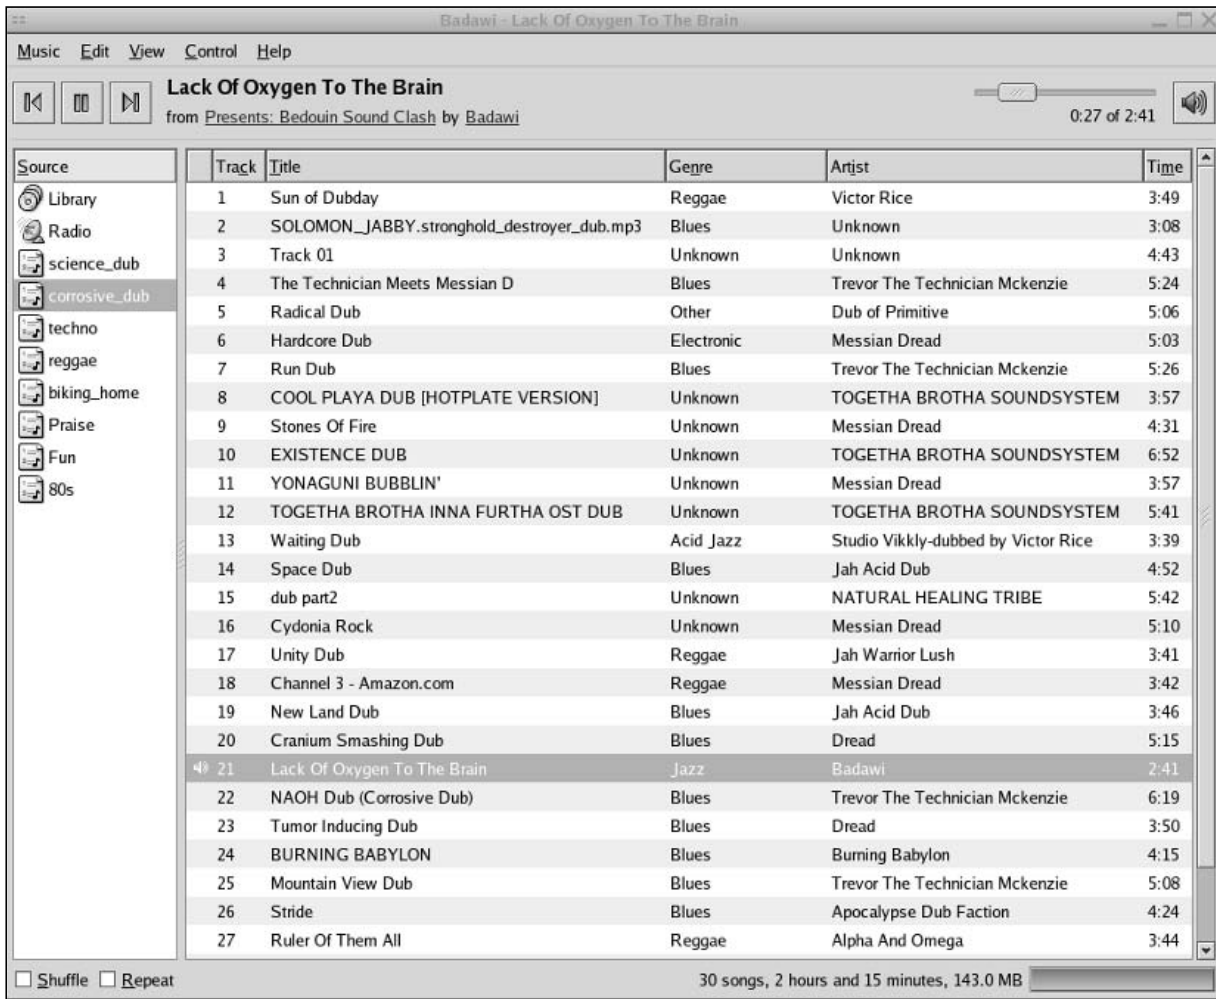 Badawi - Lack Of Oxygen To The Brain
Music Edit View Control Help
Lack Of Oxygen To The Brain
from Presents: Bedouin Sound Clash by Badawi
0:27 of 2:41
Source
Library
Radio
science_dub
corrosive_dub
techno
reggae
biking_home
Praise
Fun
80s
Track Title Genre Artist Time
1 Sun of Dubday Reggae Victor Rice 3:49
2 SOLOMON_JABBY.stronghold_destroyer_dub.mp3 Blues Unknown 3:08
3 Track 01 Unknown Unknown 4:43
4 The Technician Meets Messian D Blues Trevor The Technician Mckenzie 5:24
5 Radical Dub Other Dub of Primitive 5:06
6 Hardcore Dub Electronic Messian Dread 5:03
7 Run Dub Blues Trevor The Technician Mckenzie 5:26
8 COOL PLAYA DUB [HOTPLATE VERSION] Unknown TOGETHA BROTHA SOUNDSYSTEM 3:57
9 Stones Of Fire Unknown Messian Dread 4:31
10 EXISTENCE DUB Unknown TOGETHA BROTHA SOUNDSYSTEM 6:52
11 YONAGUNI BUBBLIN' Unknown Messian Dread 3:57
12 TOGETHA BROTHA INNA FURTHA OST DUB Unknown TOGETHA BROTHA SOUNDSYSTEM 5:41
13 Waiting Dub Acid Jazz Studio Vikkly-dubbed by Victor Rice 3:39
14 Space Dub Blues Jah Acid Dub 4:52
15 dub part2 Unknown NATURAL HEALING TRIBE 5:42
16 Cydonia Rock Unknown Messian Dread 5:10
17 Unity Dub Reggae Jah Warrior Lush 3:41
18 Channel 3 - Amazon.com Reggae Messian Dread 3:42
19 New Land Dub Blues Jah Acid Dub 3:46
20 Cranium Smashing Dub Blues Dread 5:15
21 Lack Of Oxygen To The Brain Jazz Badawi 2:41
22 NAOH Dub (Corrosive Dub) Blues Trevor The Technician Mckenzie 6:19
23 Tumor Inducing Dub Blues Dread 3:50
24 BURNING BABYLON Blues Burning Babylon 4:15
25 Mountain View Dub Blues Trevor The Technician Mckenzie 5:08
26 Stride Blues Apocalypse Dub Faction 4:24
27 Ruler Of Them All Reggae Alpha And Omega 3:44
Shuffle Repeat
30 songs, 2 hours and 15 minutes, 143.0 MB